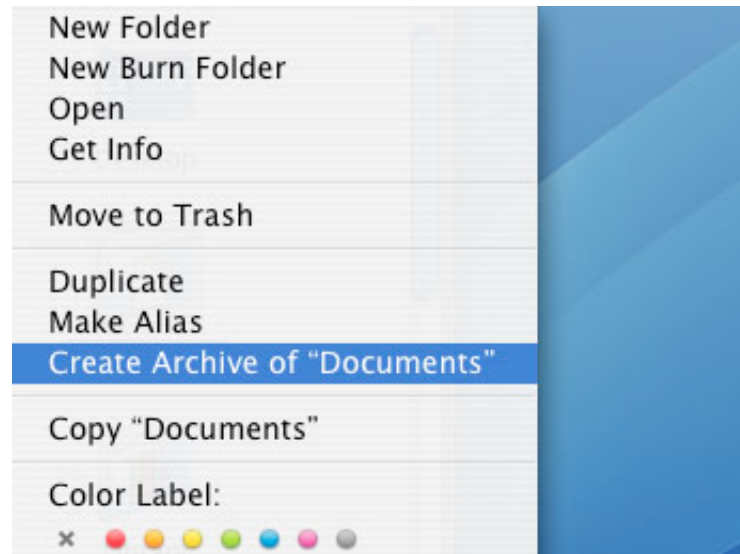 New Folder
New Burn Folder
Open
Get Info
Move to Trash
Duplicate
Make Alias
Create Archive of “Documents”
Copy “Documents”
Color Label: